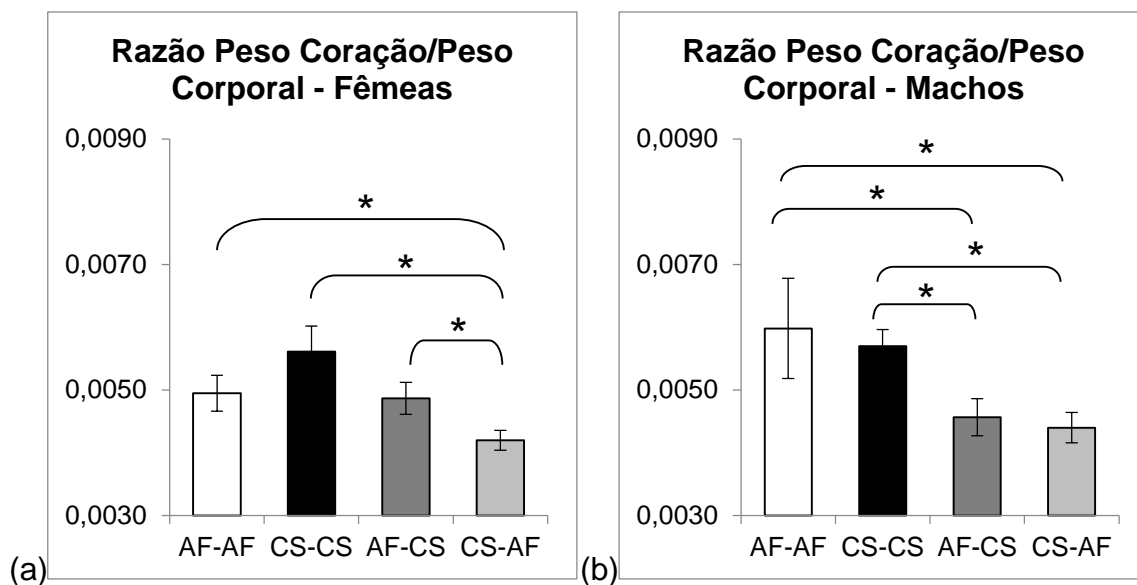 Razão Peso Coração/Peso
Corporal - Fêmeas
0,0090
*
0,0070
*
*
0,0050
0,0030
AF-AF CS-CS AF-CS CS-AF
(a)
Razão Peso Coração/Peso
Corporal - Machos
0,0090
*
*
0,0070
*
*
0,0050
0,0030
AF-AF CS-CS AF-CS CS-AF
(b)